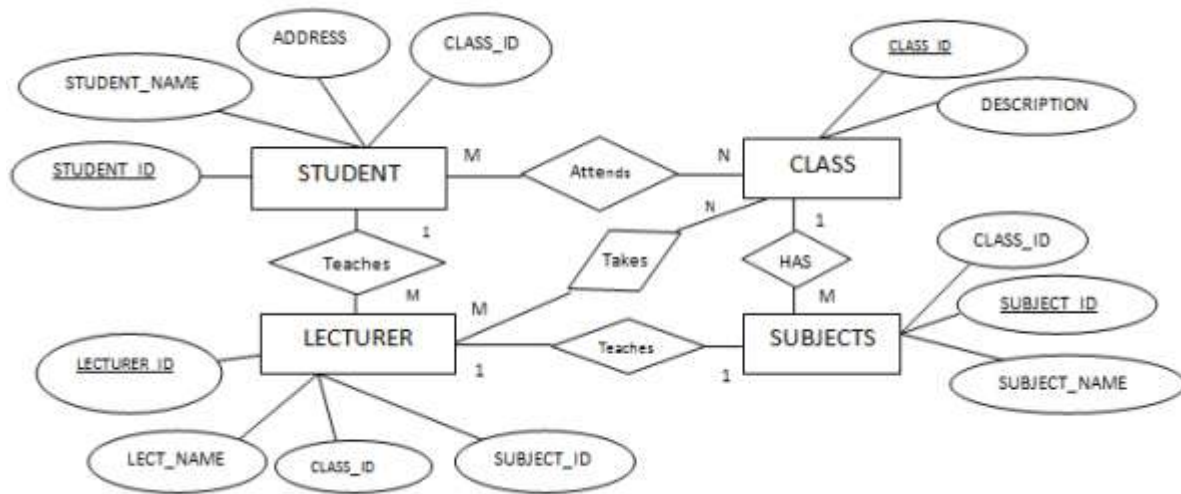 ADDRESS
CLASS_ID
STUDENT_NAME
STUDENT_ID
STUDENT
M
Attends
N
CLASS
CLASS_ID
DESCRIPTION
1
Teaches
M
N
Takes
M
1
HAS
M
CLASS_ID
SUBJECT_ID
SUBJECT_NAME
LECTURER
1
Teaches
1
SUBJECTS
LECTURER_ID
LECT_NAME
CLASS_ID
SUBJECT_ID